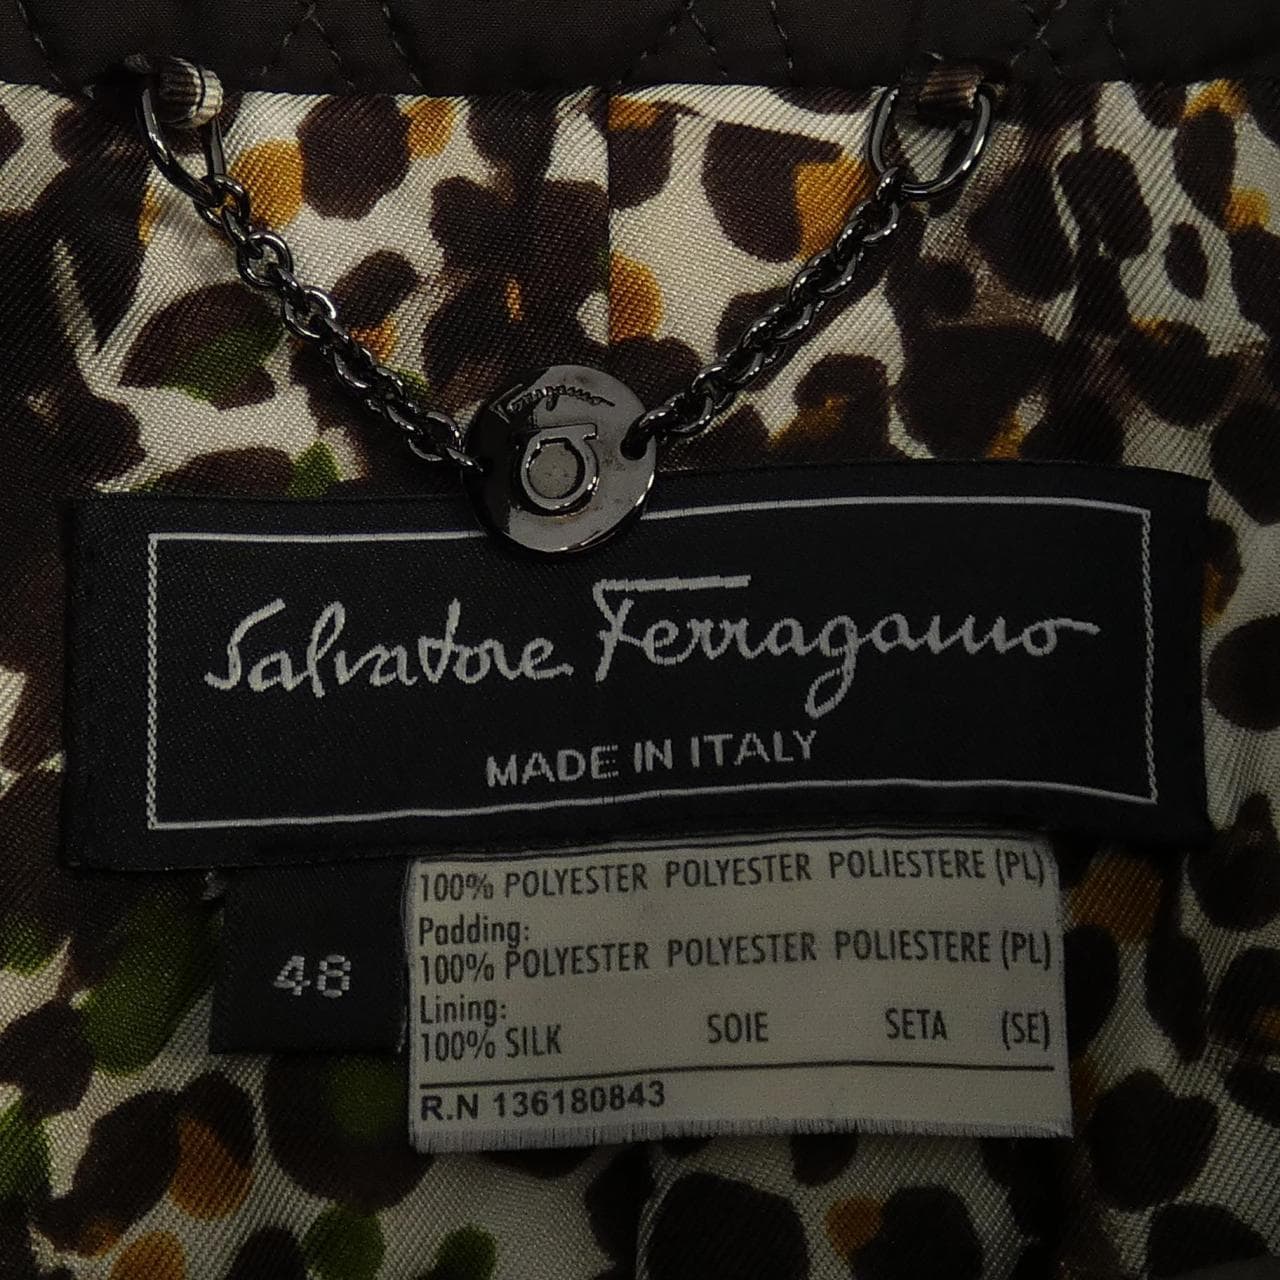 Ferragamo
Salvatore Ferragamo
MADE IN ITALY
48
100% POLYESTER POLYESTER POLIESTERE (PL)
Padding:
100% POLYESTER POLYESTER POLIESTERE (PL)
Lining:
100% SILK SOIE SETA (SE)
R.N 136180843